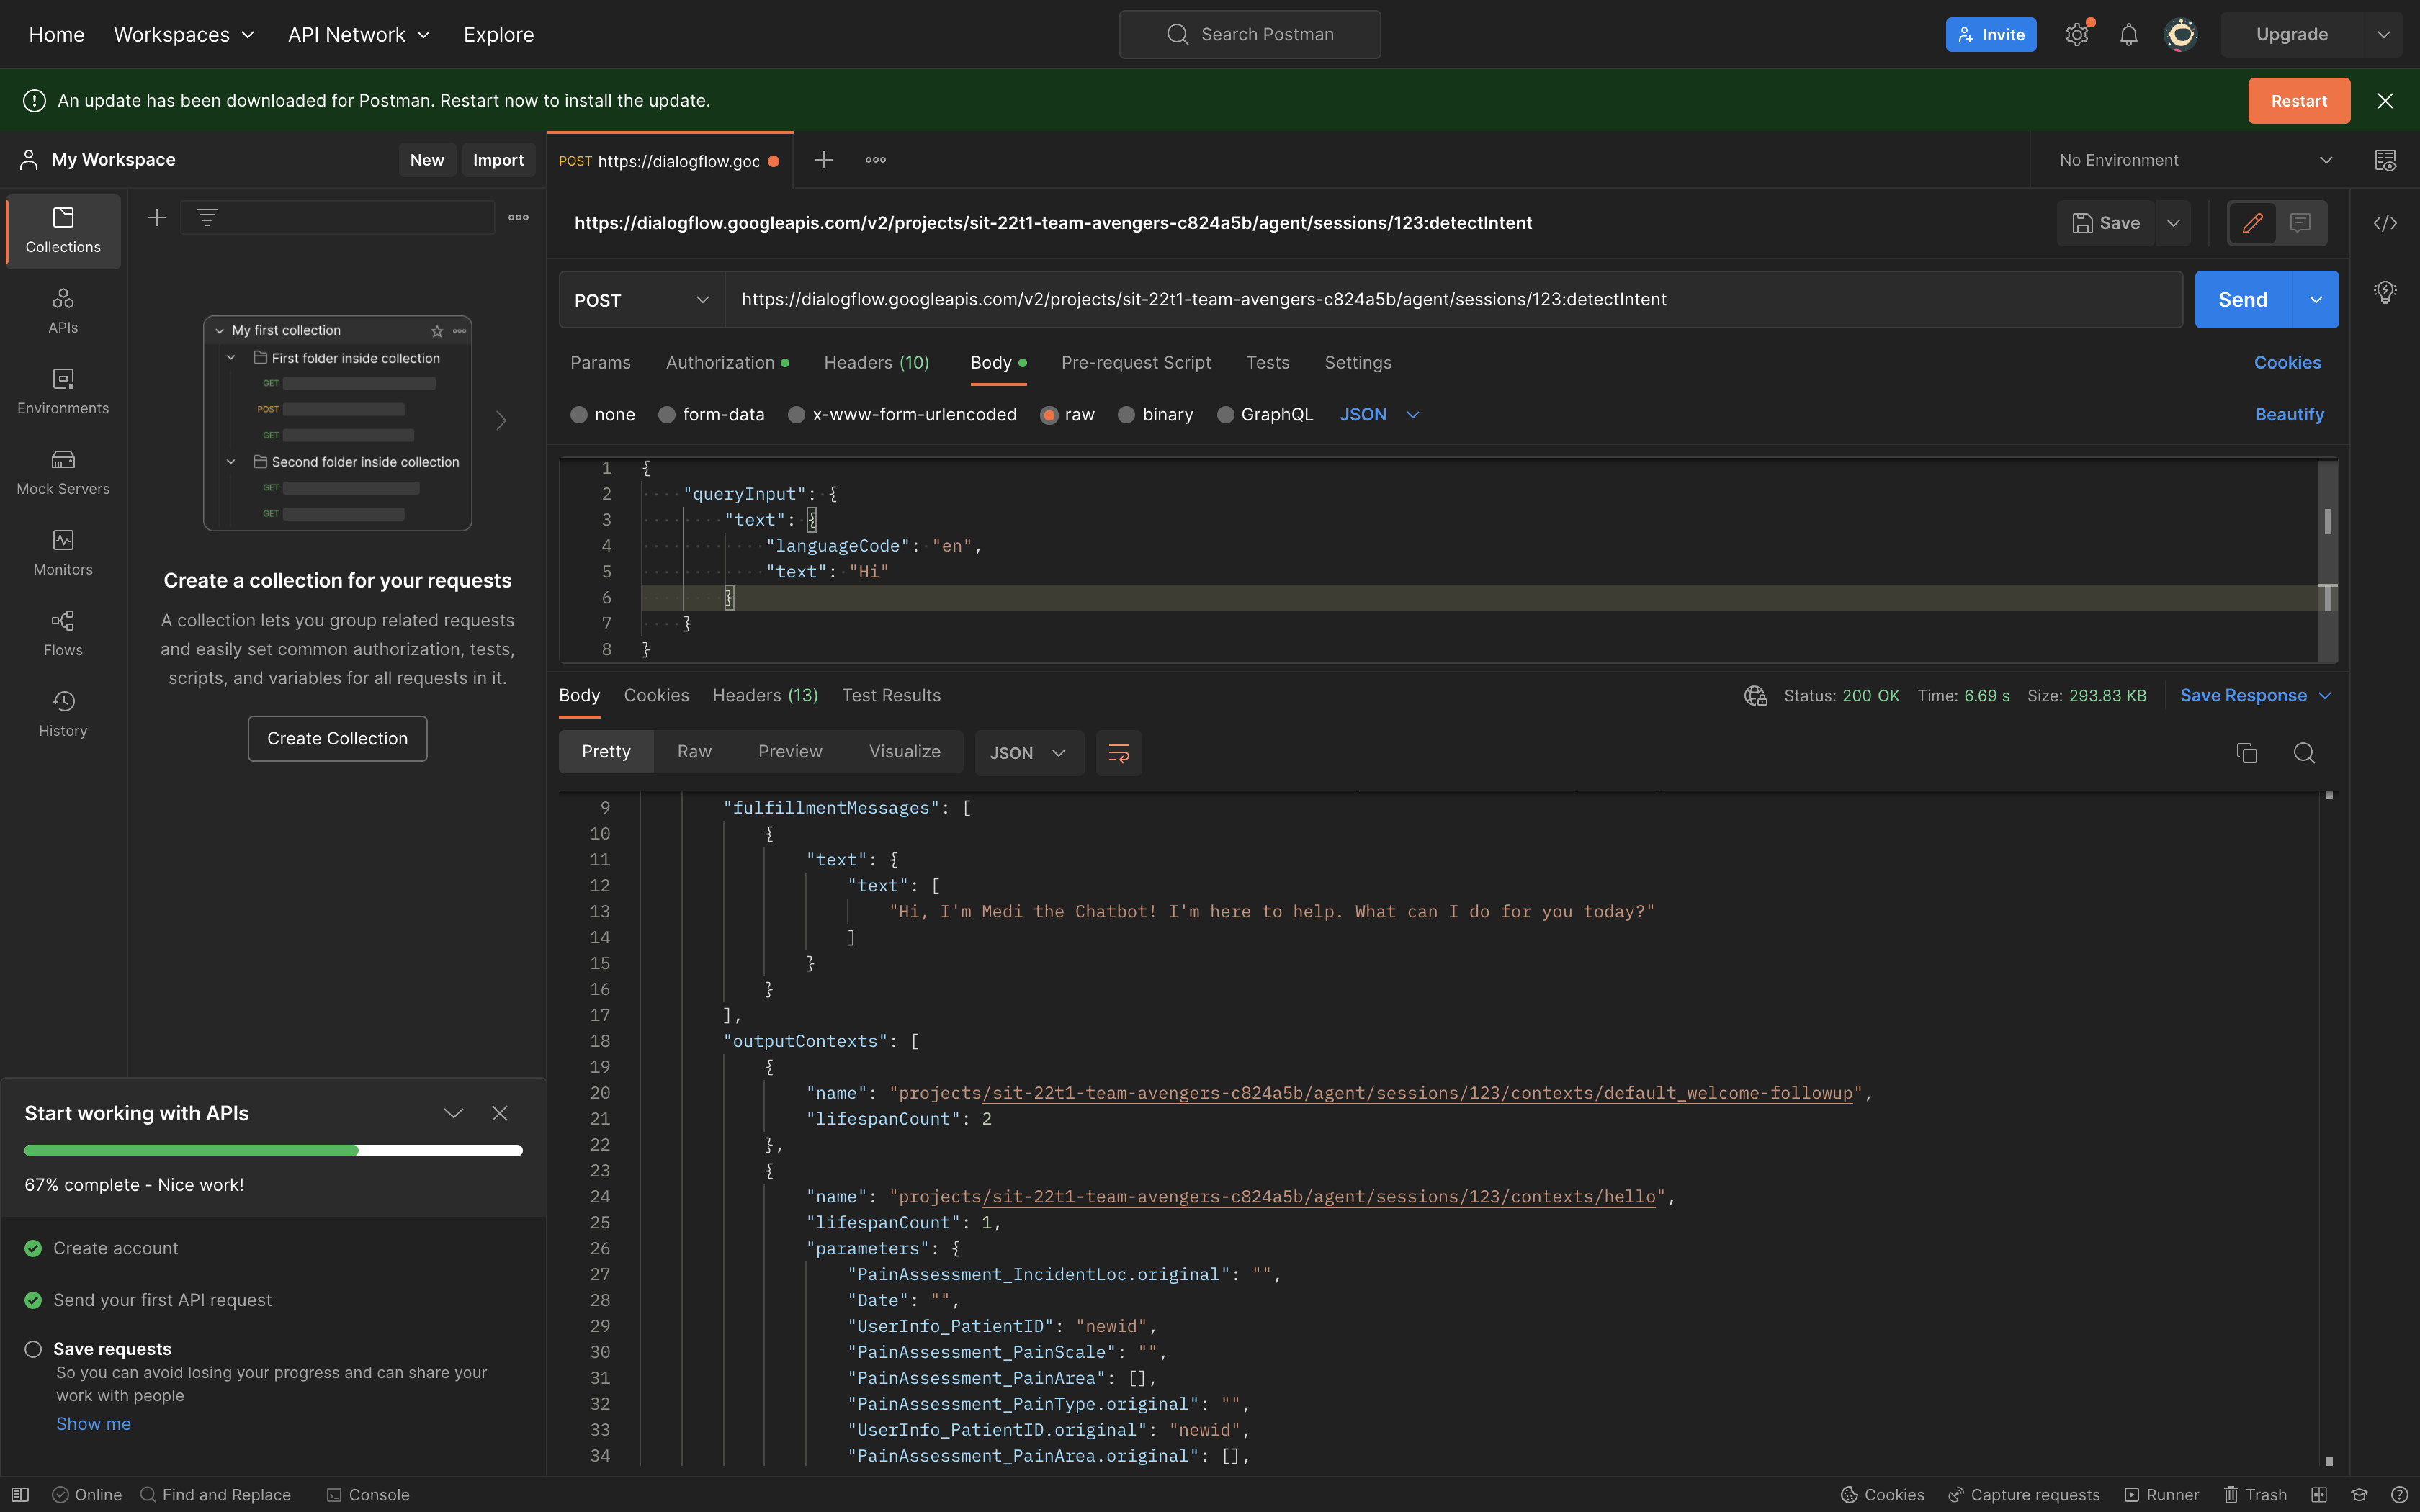 Home Workspaces API Network Explore Search Postman Invite Upgrade
An update has been downloaded for Postman. Restart now to install the update. Restart
My Workspace New Import POST https://dialogflow.goo No Environment
https://dialogflow.googleapis.com/v2/projects/sit-22t1-team-avengers-c824a5b/agent/sessions/123:detectIntent Save
POST https://dialogflow.googleapis.com/v2/projects/sit-22t1-team-avengers-c824a5b/agent/sessions/123:detectIntent Send
Params Authorization Headers (10) Body Pre-request Script Tests Settings Cookies
none form-data x-www-form-urlencoded raw binary GraphQL JSON Beautify
Collections
APIs
Environments
Mock Servers
Monitors
Flows
History
My first collection
First folder inside collection
GET
POST
GET
Second folder inside collection
GET
GET
Create a collection for your requests
A collection lets you group related requests
and easily set common authorization, tests,
scripts, and variables for all requests in it.
Create Collection
1 {
2 "queryInput": {
3 "text": {
4 "languageCode": "en",
5 "text": "Hi"
6 }
7 }
8 }
Body Cookies Headers (13) Test Results Status: 200 OK Time: 6.69 s Size: 293.83 KB Save Response
Pretty Raw Preview Visualize JSON
9 "fulfillmentMessages": [
10 {
11 "text": {
12 "text": [
13 "Hi, I'm Medi the Chatbot! I'm here to help. What can I do for you today?"
14 ]
15 }
16 }
17 ],
18 "outputContexts": [
19 {
20 "name": "projects/sit-22t1-team-avengers-c824a5b/agent/sessions/123/contexts/default_welcome-followup",
21 "lifespanCount": 2
22 },
23 {
24 "name": "projects/sit-22t1-team-avengers-c824a5b/agent/sessions/123/contexts/hello",
25 "lifespanCount": 1,
26 "parameters": {
27 "PainAssessment_IncidentLoc.original": "",
28 "Date": "",
29 "UserInfo_PatientID": "newid",
30 "PainAssessment_PainScale": "",
31 "PainAssessment_PainArea": [],
32 "PainAssessment_PainType.original": "",
33 "UserInfo_PatientID.original": "newid",
34 "PainAssessment_PainArea.original": [],
Start working with APIs
67% complete - Nice work!
Create account
Send your first API request
Save requests
So you can avoid losing your progress and can share your
work with people
Show me
Online Find and Replace Console Cookies Capture requests Runner Trash